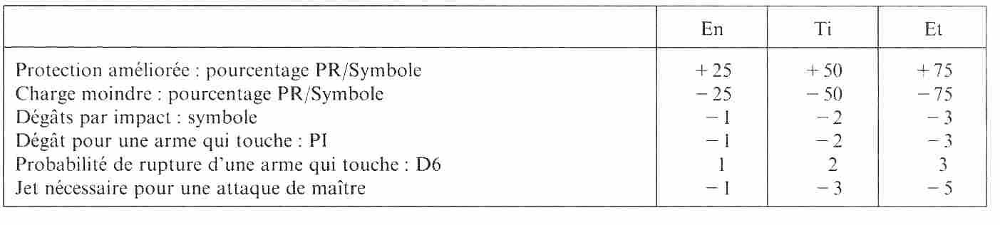 En Ti Et
Protection améliorée : pourcentage PR/Symbole +25 +50 +75
Charge moindre : pourcentage PR/Symbole −25 −50 −75
Dégâts par impact : symbole −1 −2 −3
Dégât pour une arme qui touche : PI −1 −2 −3
Probabilité de rupture d'une arme qui touche : D6 1 2 3
Jet nécessaire pour une attaque de maître −1 −3 −5